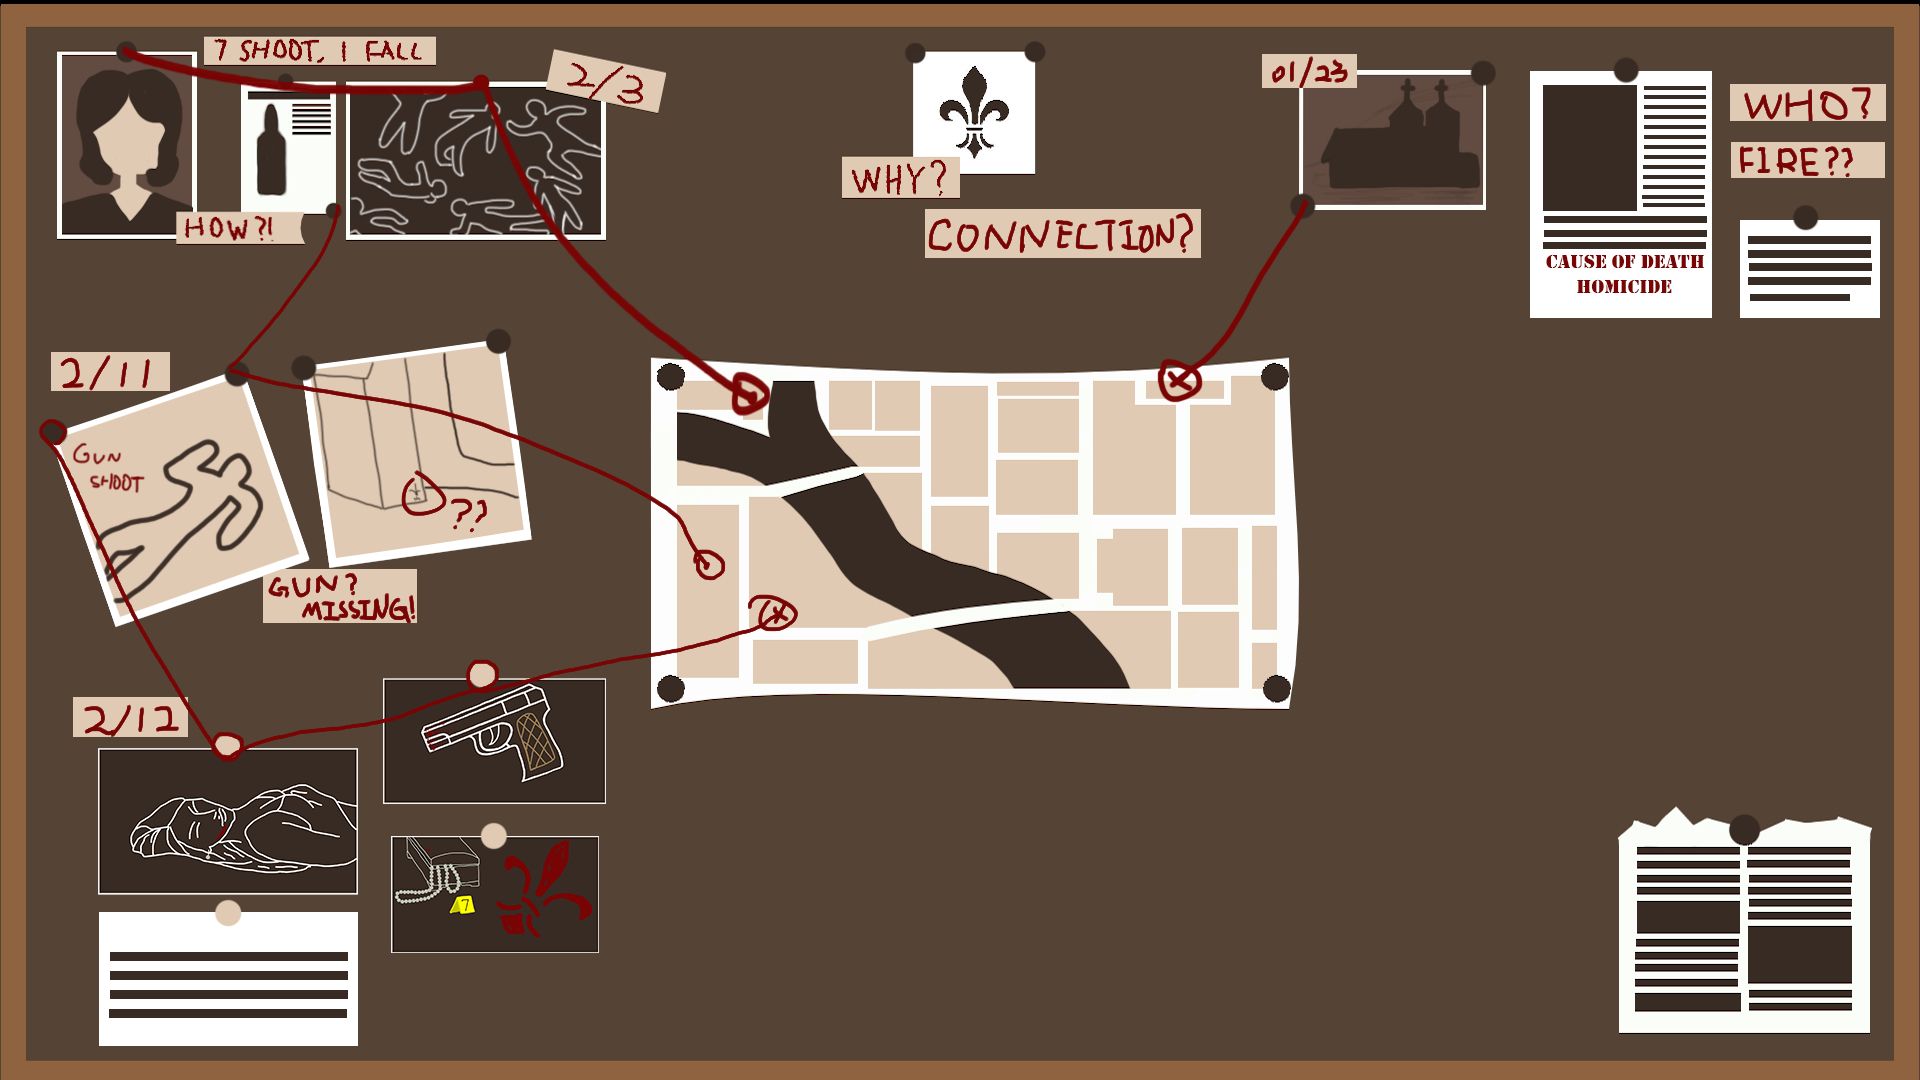 7 SHOOT, 1 FALL
2/3
HOW?!
WHY?
CONNECTION?
01/23
WHO?
FIRE??
CAUSE OF DEATH
HOMICIDE
2/11
GUN
SHOOT
??
GUN?
MISSING!
2/12
7